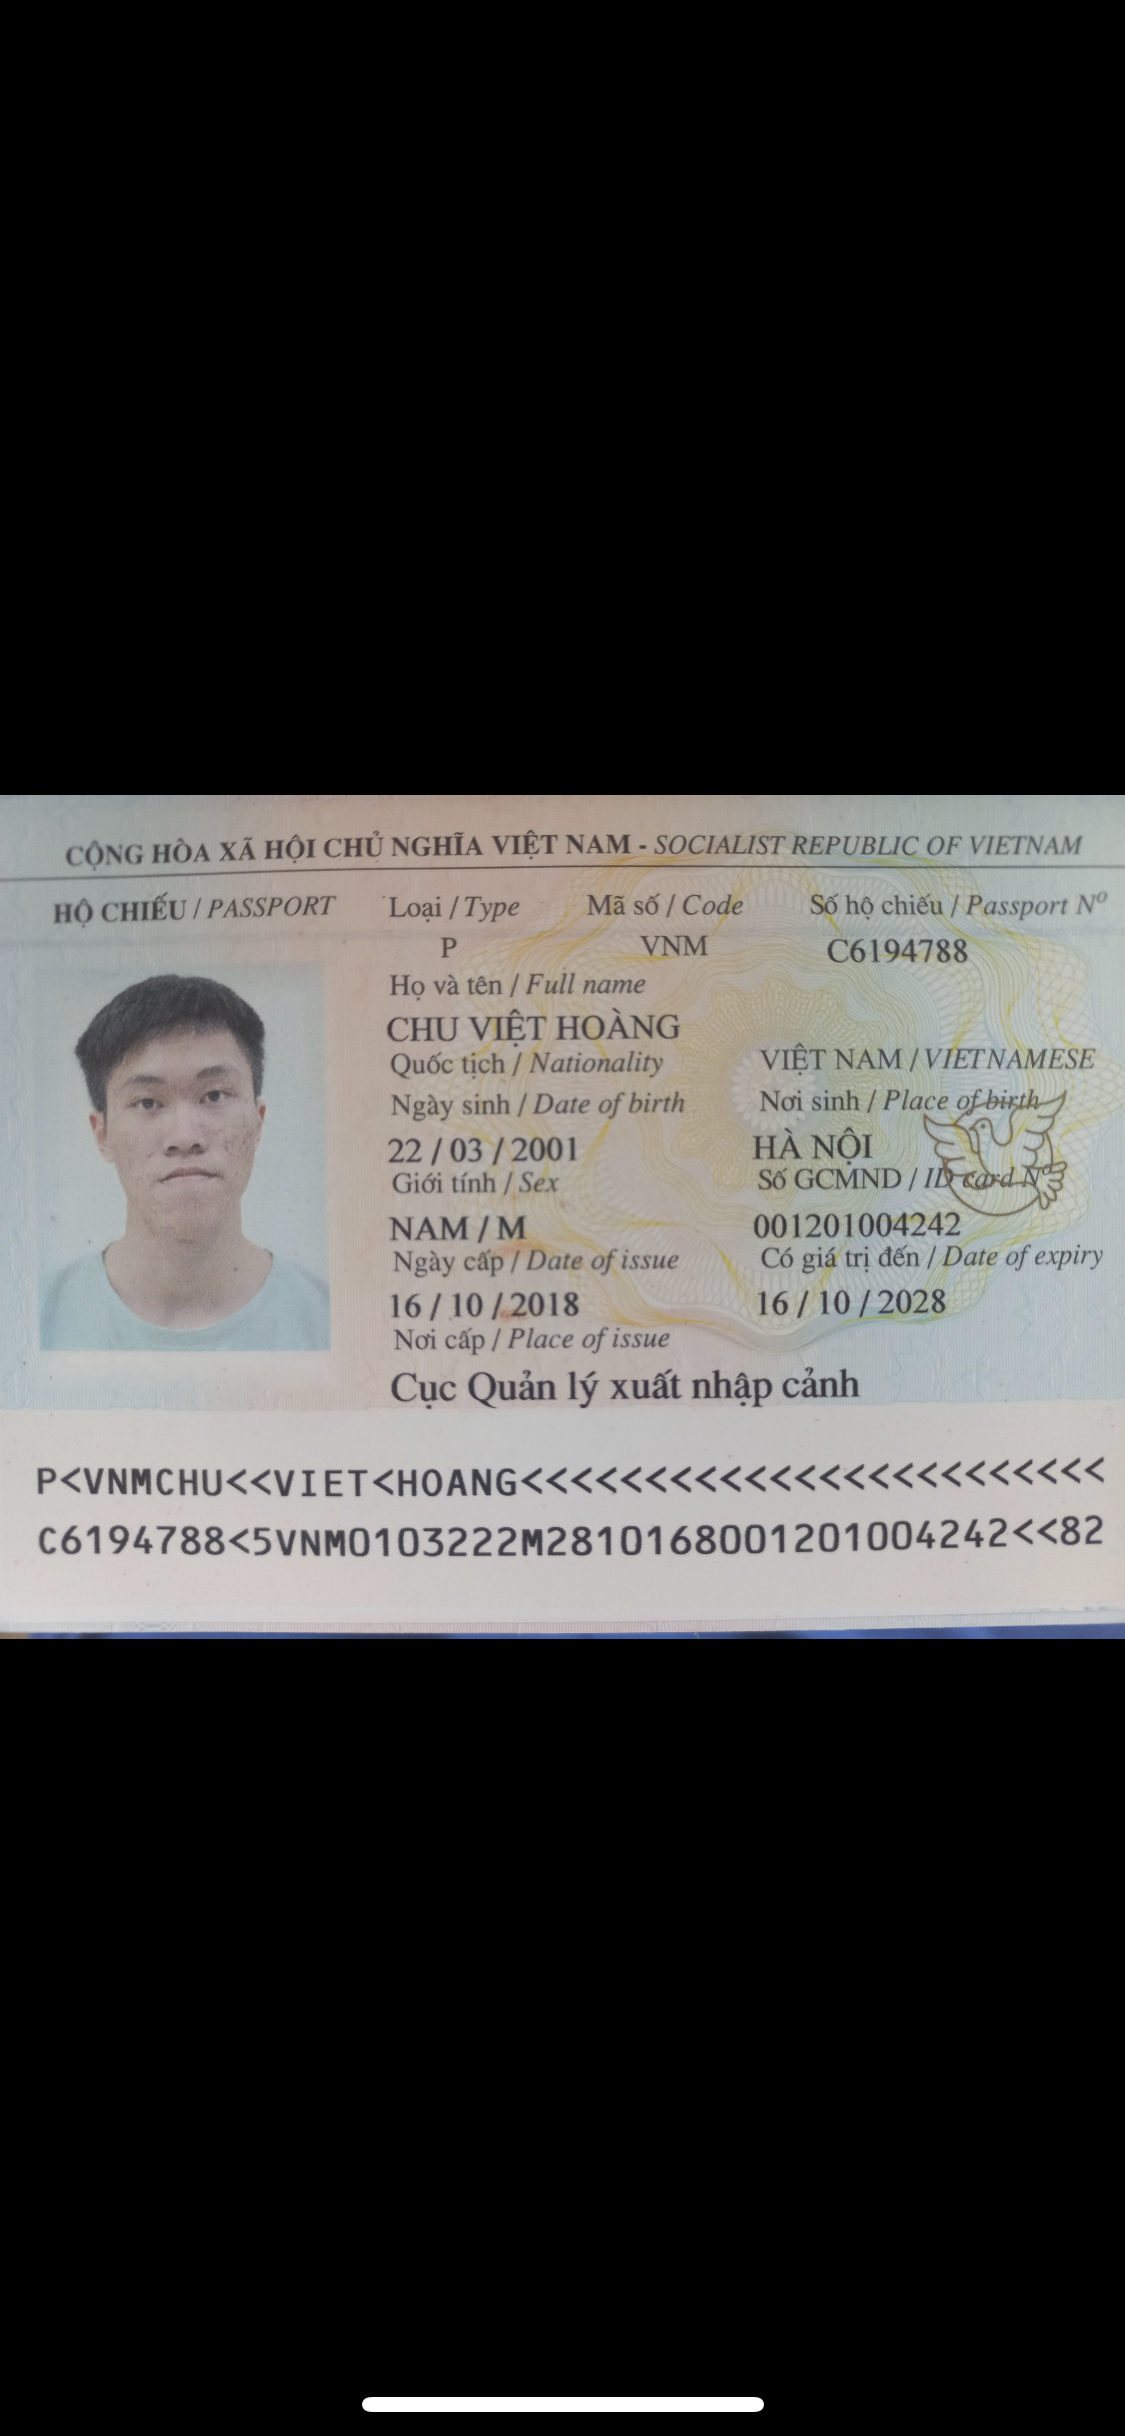 CỘNG HÒA XÃ HỘI CHỦ NGHĨA VIỆT NAM - SOCIALIST REPUBLIC OF VIETNAM
HỘ CHIẾU / PASSPORT Loại / Type Mã số / Code Số hộ chiếu / Passport Nº
P VNM C6194788
Họ và tên / Full name
CHU VIỆT HOÀNG
Quốc tịch / Nationality VIỆT NAM / VIETNAMESE
Ngày sinh / Date of birth Nơi sinh / Place of birth
22 / 03 / 2001 HÀ NỘI
Giới tính / Sex Số GCMND / ID card Nº
NAM / M 001201004242
Ngày cấp / Date of issue Có giá trị đến / Date of expiry
16 / 10 / 2018 16 / 10 / 2028
Nơi cấp / Place of issue
Cục Quản lý xuất nhập cảnh
P<VNMCHU<<VIET<HOANG<<<<<<<<<<<<<<<<<<<<<<<<
C6194788<5VNM0103222M2810168001201004242<<82